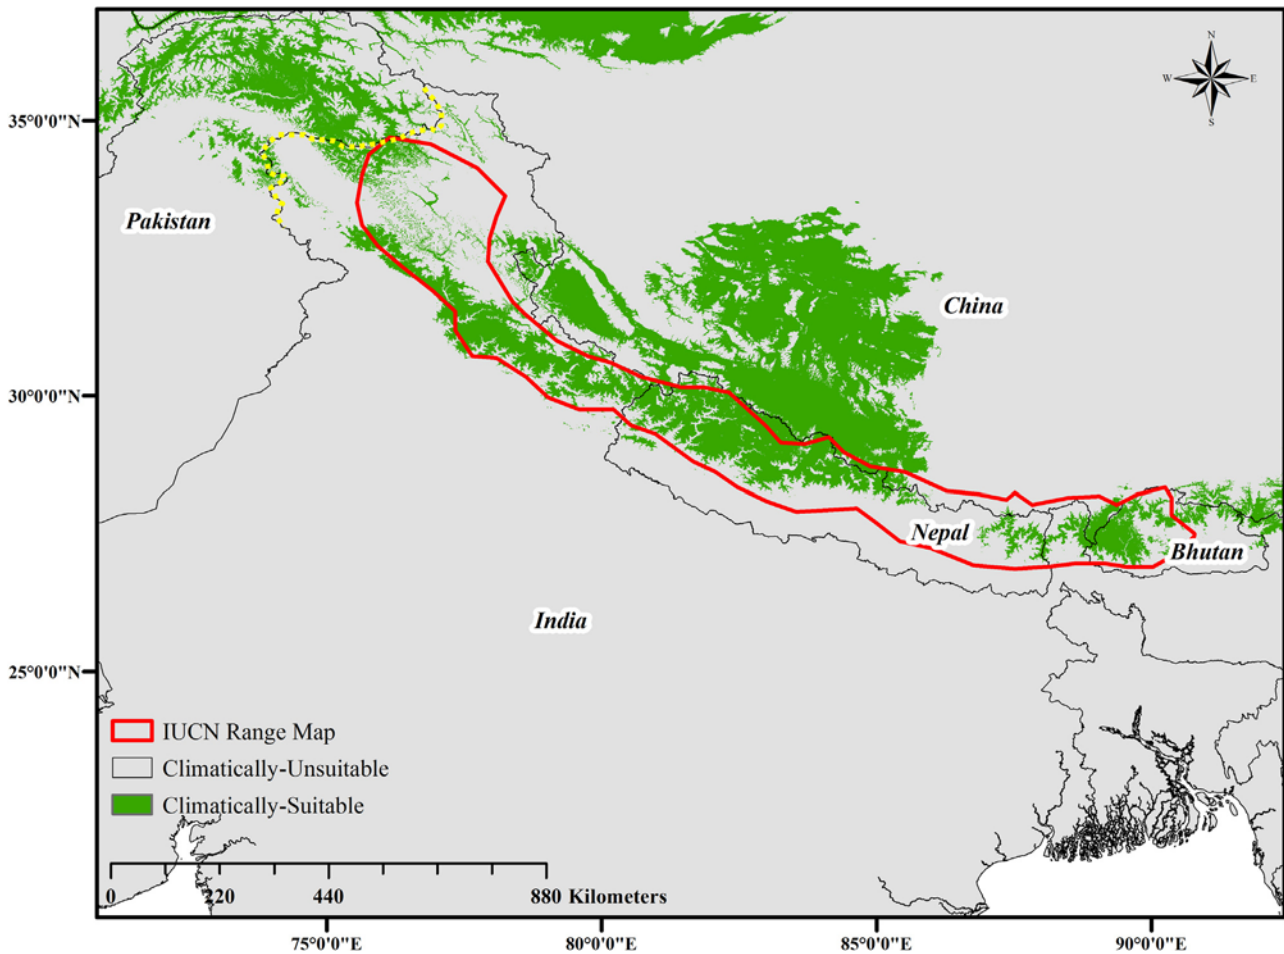 N
W E
S
35°0'0"N
Pakistan
China
30°0'0"N
Nepal
Bhutan
India
25°0'0"N
IUCN Range Map
Climatically-Unsuitable
Climatically-Suitable
0 220 440 880 Kilometers
75°0'0"E 80°0'0"E 85°0'0"E 90°0'0"E